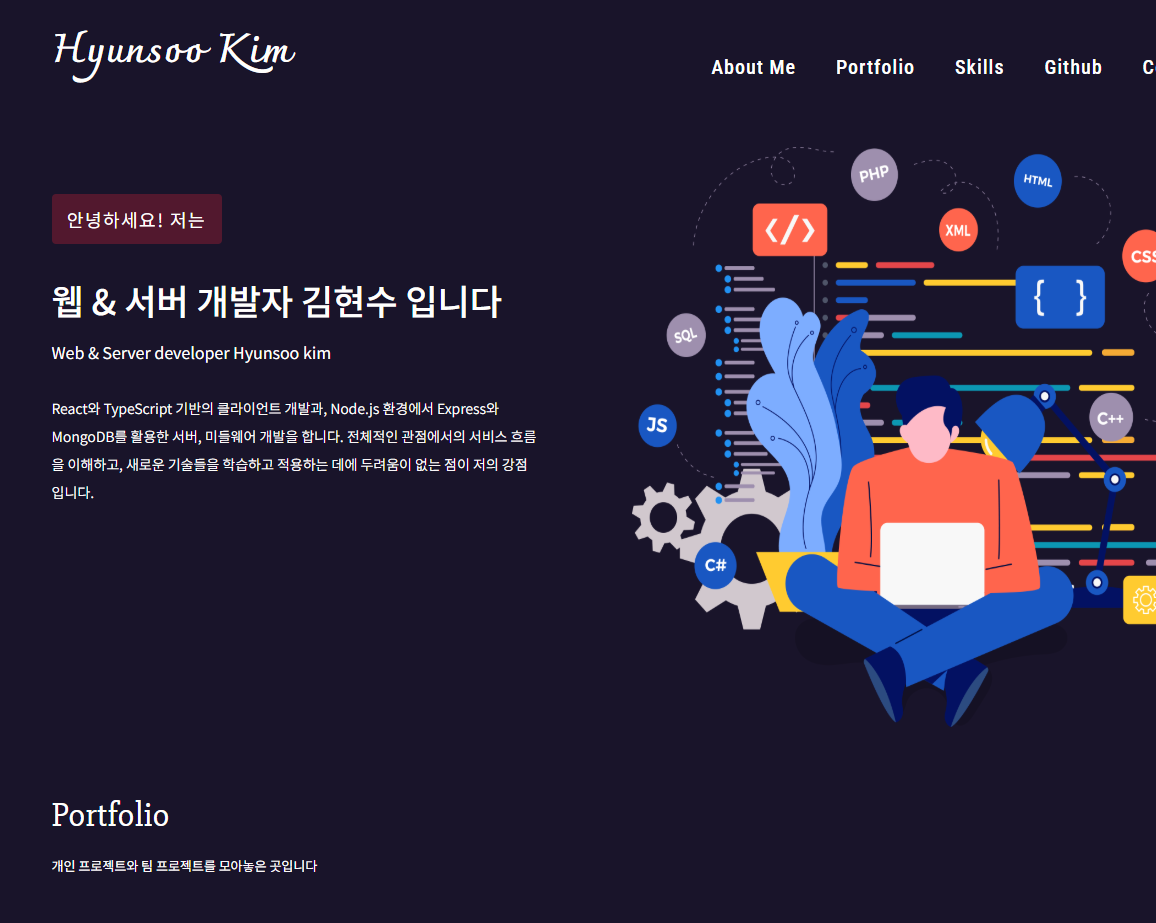 Hyunsoo Kim
About Me Portfolio Skills Github
안녕하세요! 저는
웹 & 서버 개발자 김현수 입니다
Web & Server developer Hyunsoo kim
React와 TypeScript 기반의 클라이언트 개발과, Node.js 환경에서 Express와
MongoDB를 활용한 서버, 미들웨어 개발을 합니다. 전체적인 관점에서의 서비스 흐름
을 이해하고, 새로운 기술들을 학습하고 적용하는 데에 두려움이 없는 점이 저의 강점
입니다.
PHP
HTML
</>
XML
CSS
{ }
SQL
JS
C++
C#
Portfolio
개인 프로젝트와 팀 프로젝트를 모아놓은 곳입니다